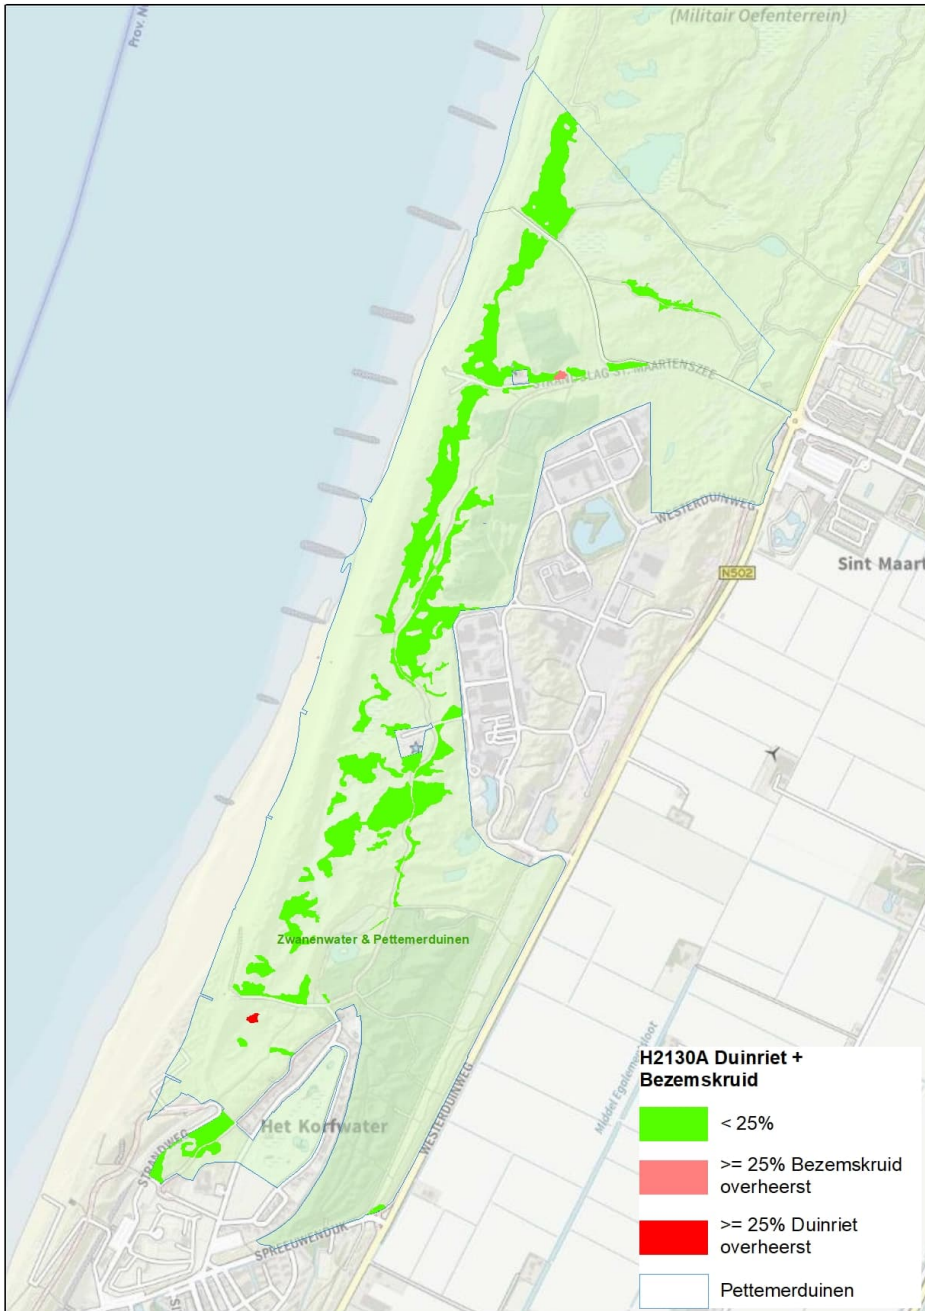 (Militair Oefenterrein)
Prov. N
STRANDSLAG ST. MAARTENSZEE
WESTERDUINWEG
N502
Sint Maart
Zwanenwater & Pettemerduinen
Het Korfwater
STRANDWEG
WESTERDUINWEG
SPREEUWENDIJK
H2130A Duinriet +
Bezemskruid
< 25%
>= 25% Bezemskruid
overheerst
>= 25% Duinriet
overheerst
Pettemerduinen